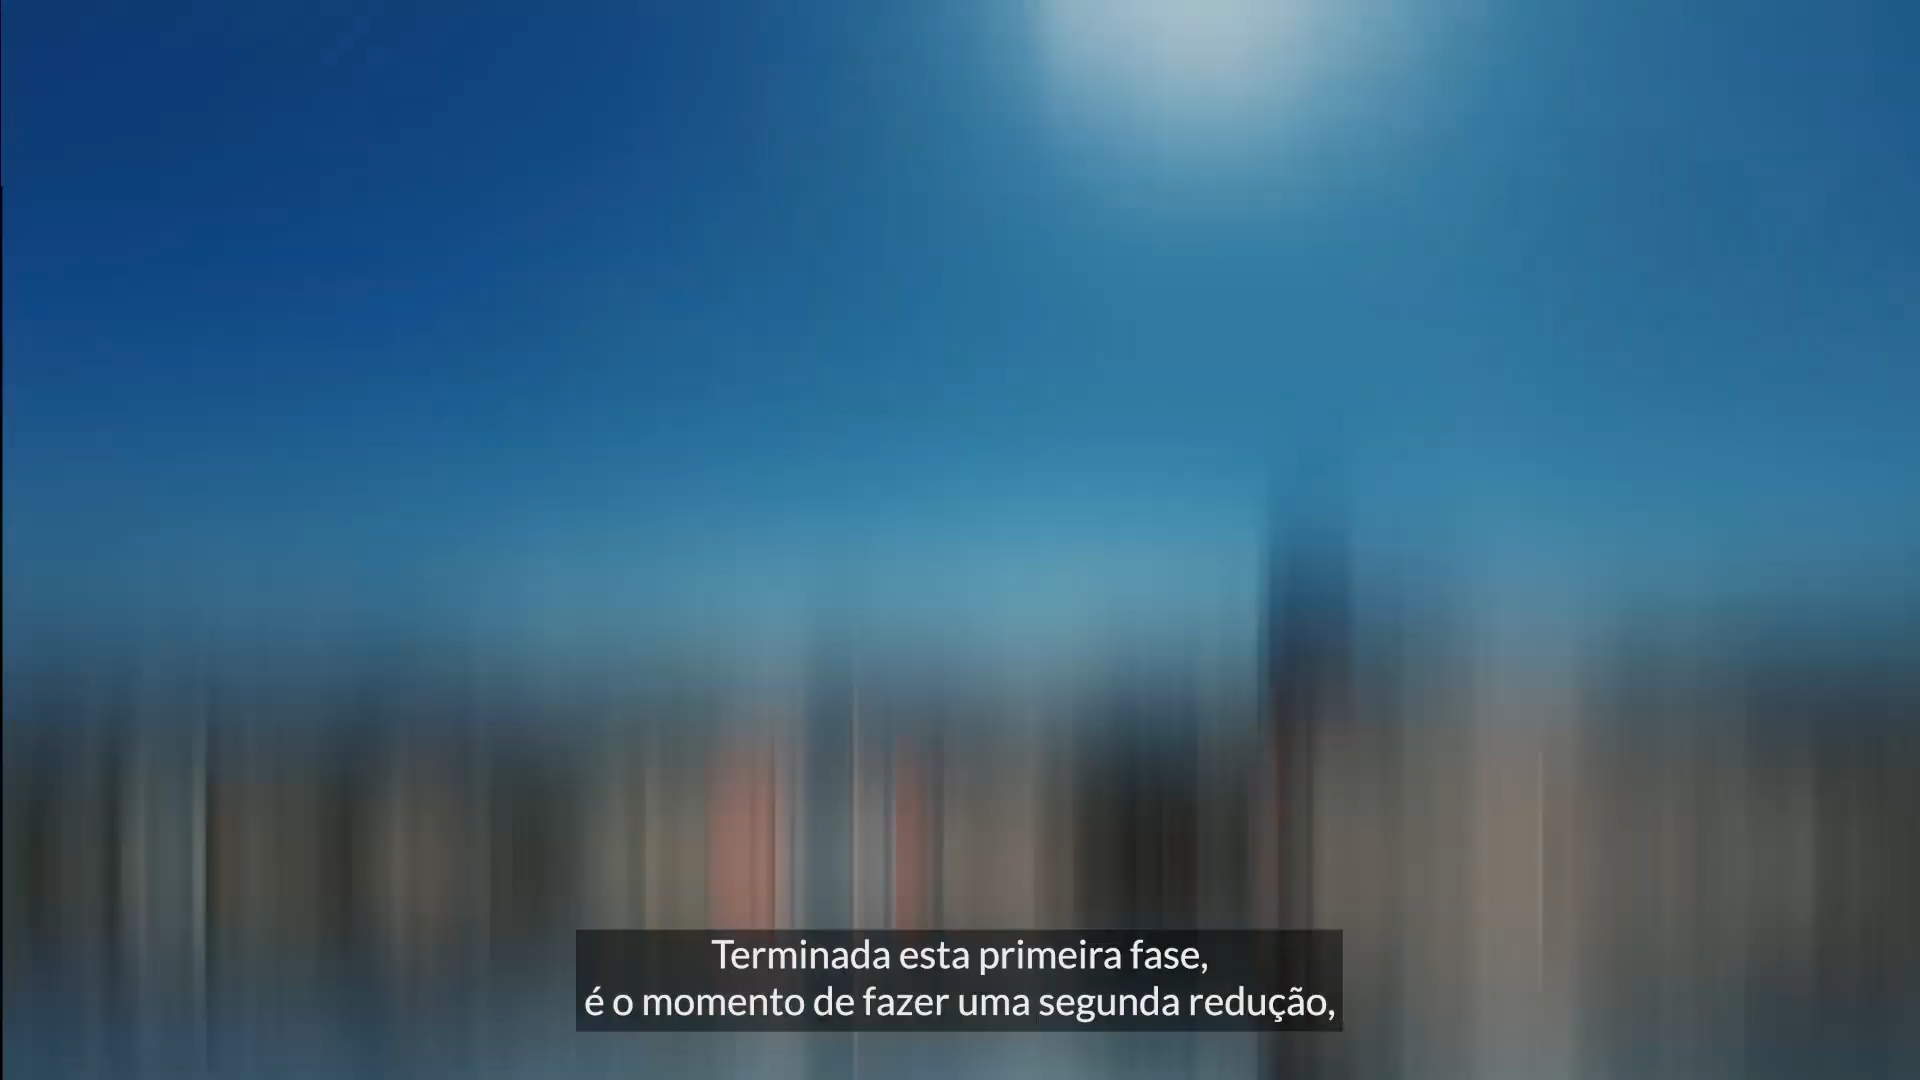 Terminada esta primeira fase,
é o momento de fazer uma segunda redução,